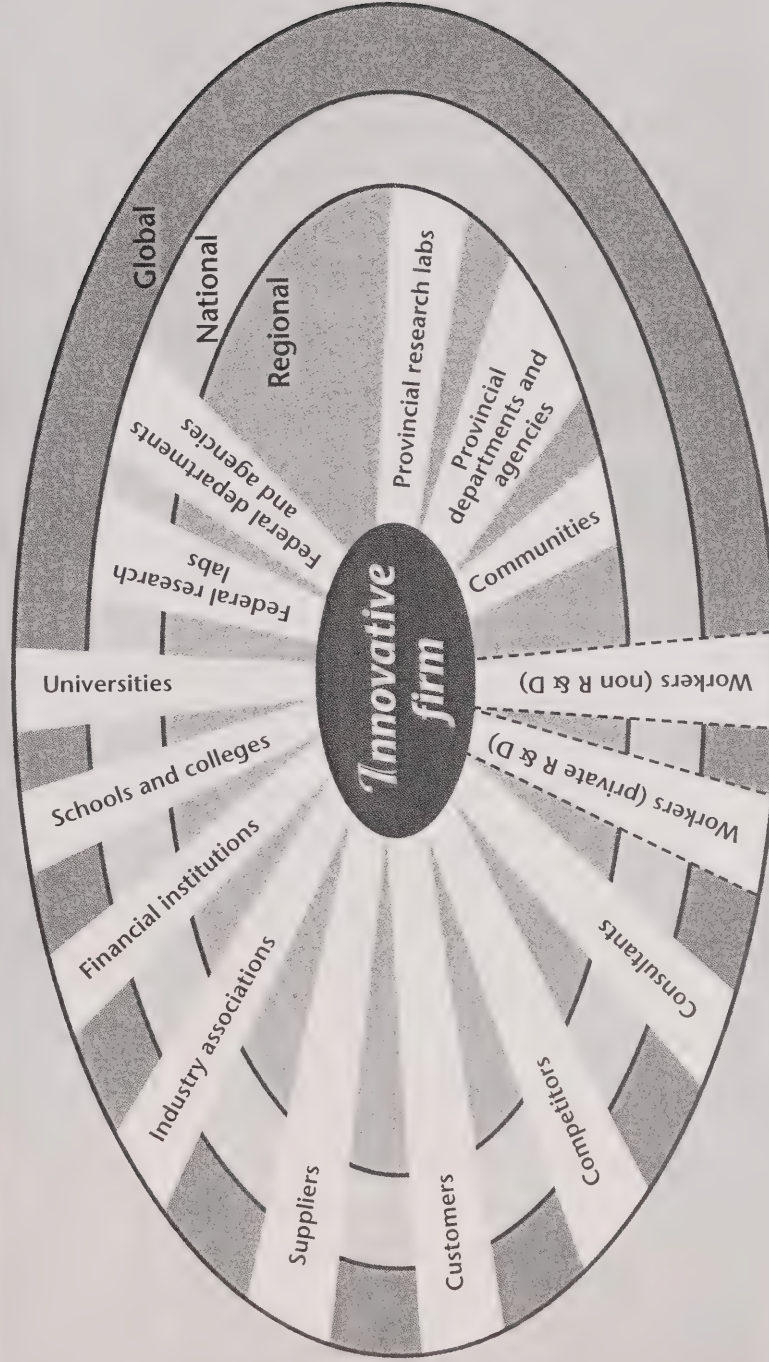 Global
National
Regional
Provincial research labs
Provincial
departments and
agencies
Communities
Workers (non R & D)
Workers (private R & D)
Consultants
Competitors
Customers
Suppliers
Industry associations
Financial institutions
Schools and colleges
Universities
Federal research
labs
Federal departments
and agencies
Innovative
firm